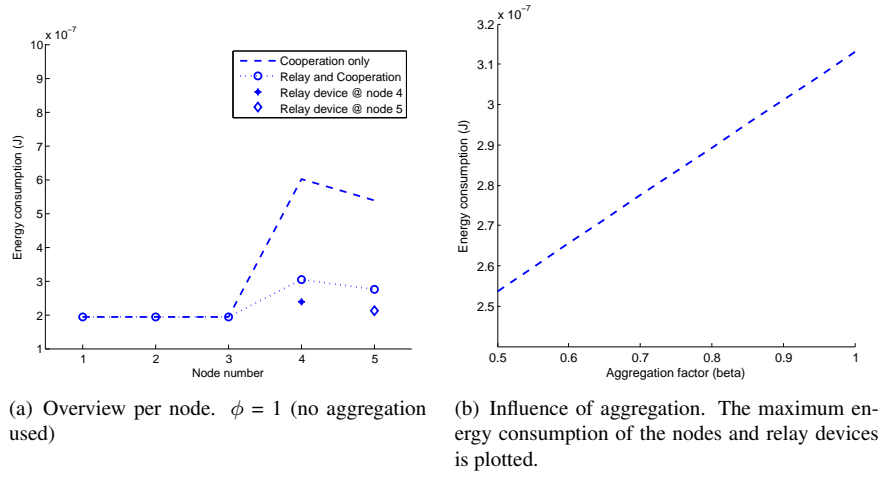 x 10⁻⁷
10
9
8
7
6
5
4
3
2
1
Energy consumption (J)
1 2 3 4 5
Node number
Cooperation only
Relay and Cooperation
Relay device @ node 4
Relay device @ node 5
(a) Overview per node. ϕ = 1 (no aggregation
used)
x 10⁻⁷
3.2
3.1
3
2.9
2.8
2.7
2.6
2.5
Energy consumption (J)
0.5 0.6 0.7 0.8 0.9 1
Aggregation factor (beta)
(b) Influence of aggregation. The maximum en-
ergy consumption of the nodes and relay devices
is plotted.